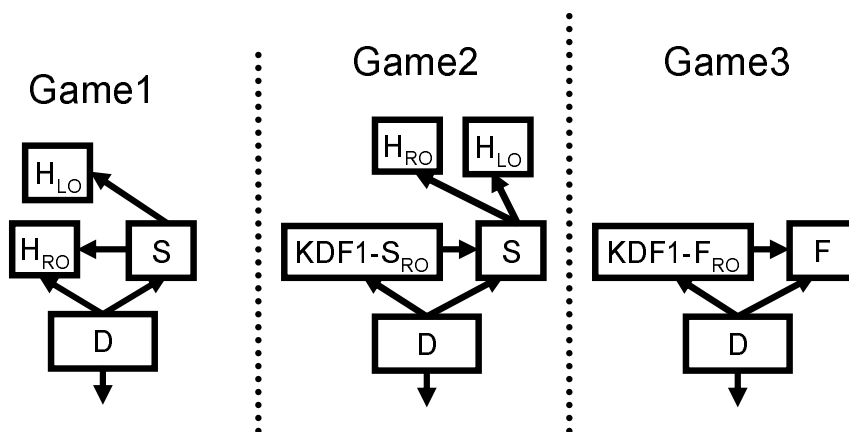 Game1
H_LO
H_RO
S
D
Game2
H_RO
H_LO
KDF1-S_RO
S
D
Game3
KDF1-F_RO
F
D